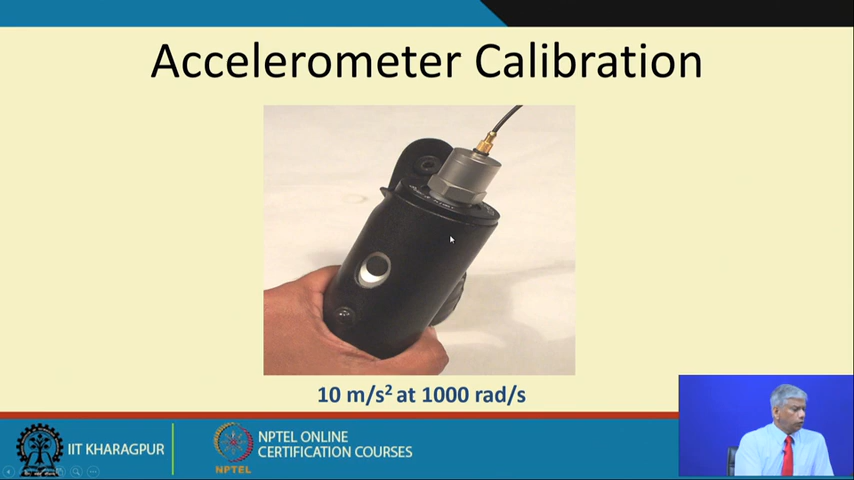 Accelerometer Calibration
10 m/s² at 1000 rad/s
IIT KHARAGPUR
NPTEL
NPTEL ONLINE
CERTIFICATION COURSES